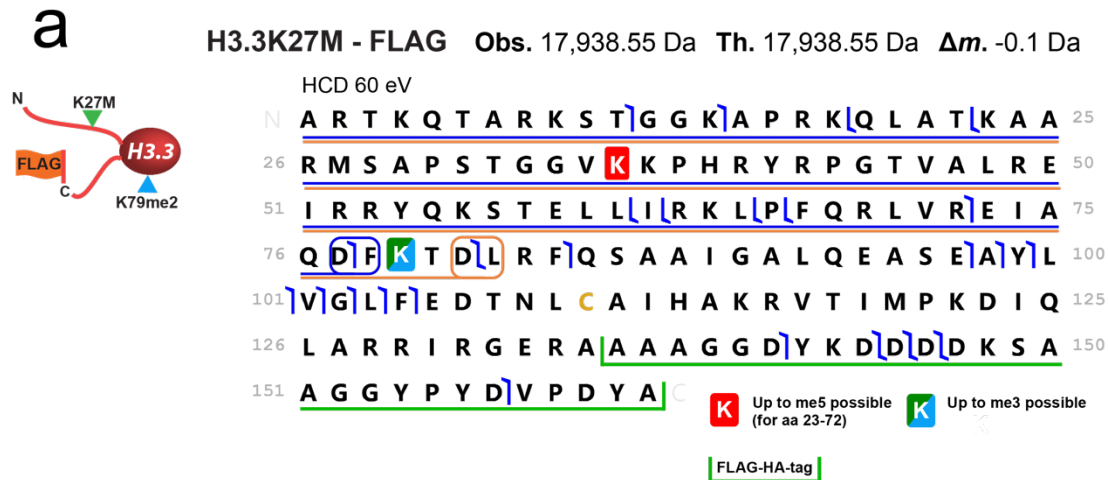 a
H3.3K27M - FLAG Obs. 17,938.55 Da Th. 17,938.55 Da Δm. -0.1 Da
HCD 60 eV
N
K27M
H3.3
FLAG
C
K79me2
N A R T K Q T A R K S T G G K A P R K Q L A T K A A 25
26 R M S A P S T G G V K K P H R Y R P G T V A L R E 50
51 I R R Y Q K S T E L L I R K L P F Q R L V R E I A 75
76 Q D F K T D L R F Q S A A I G A L Q E A S E A Y L 100
101 V G L F E D T N L C A I H A K R V T I M P K D I Q 125
126 L A R R I R G E R A A A A G G D Y K D D D D K S A 150
151 A G G Y P Y D V P D Y A C
K Up to me5 possible
(for aa 23-72)
K Up to me3 possible
FLAG-HA-tag